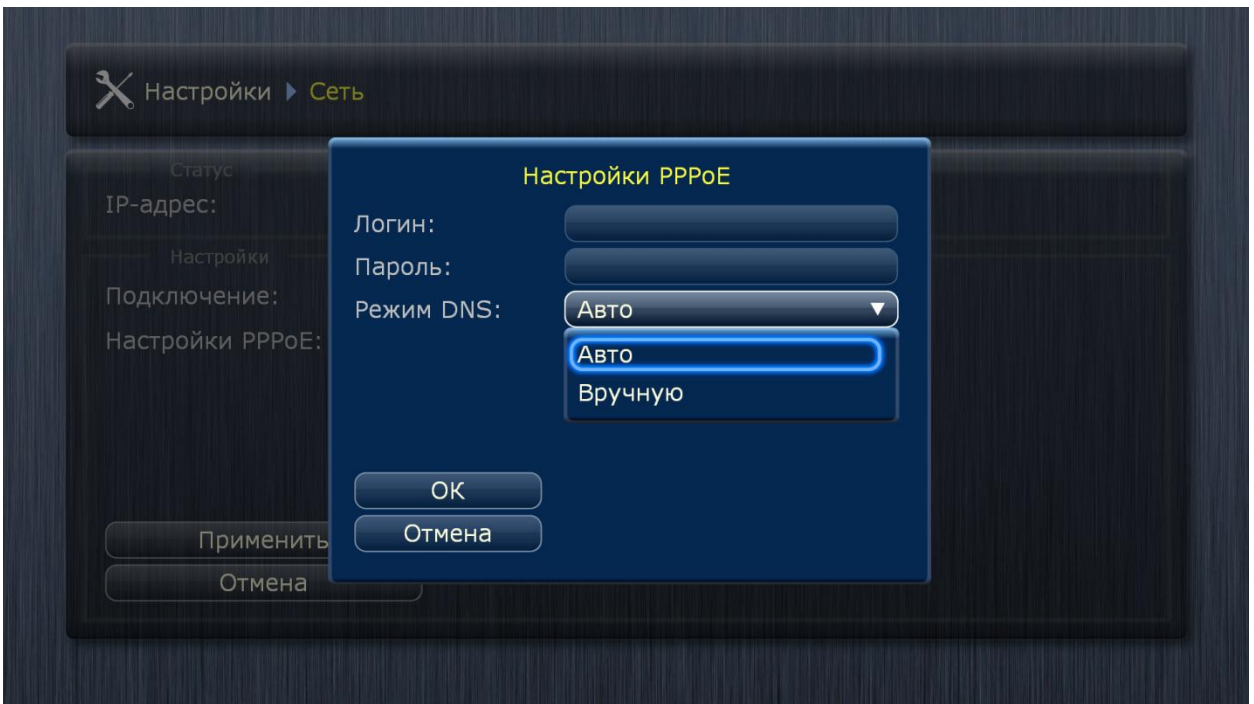 Настройки Сеть
Статус
IP-адрес:
Настройки
Подключение:
Настройки PPPoE:
Применить
Отмена
Настройки PPPoE
Логин:
Пароль:
Режим DNS: Авто
Авто
Вручную
ОК
Отмена